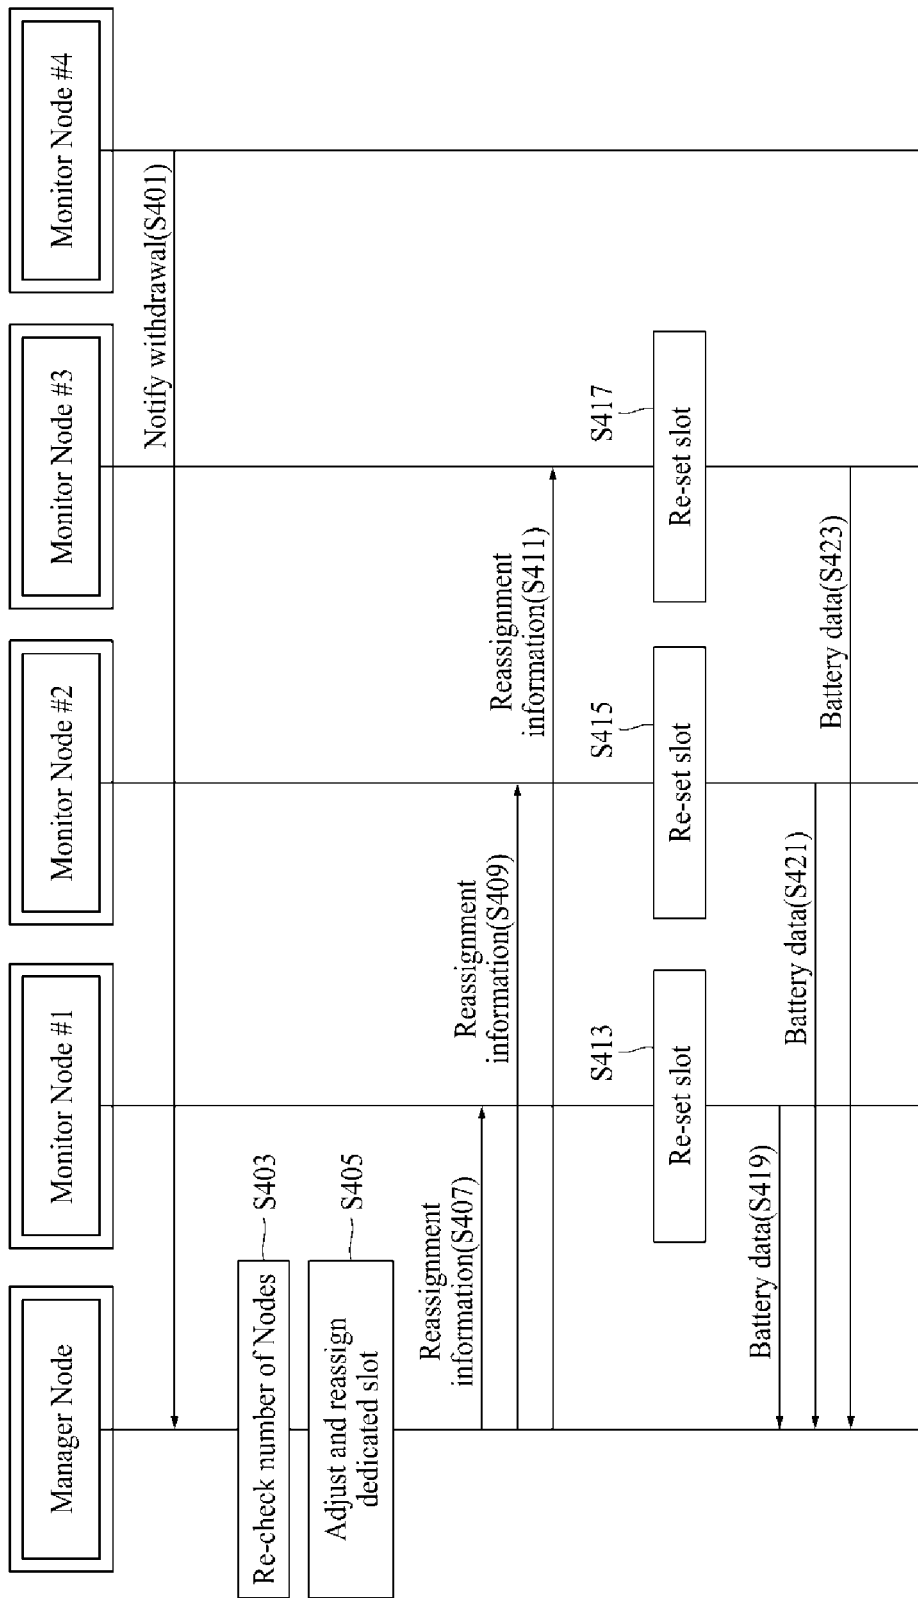 Manager Node
Monitor Node #1
Monitor Node #2
Monitor Node #3
Monitor Node #4
Notify withdrawal(S401)
Re-check number of Nodes
S403
Adjust and reassign
dedicated slot
S405
Reassignment
information(S407)
Reassignment
information(S409)
Reassignment
information(S411)
S413
Re-set slot
S415
Re-set slot
S417
Re-set slot
Battery data(S419)
Battery data(S421)
Battery data(S423)